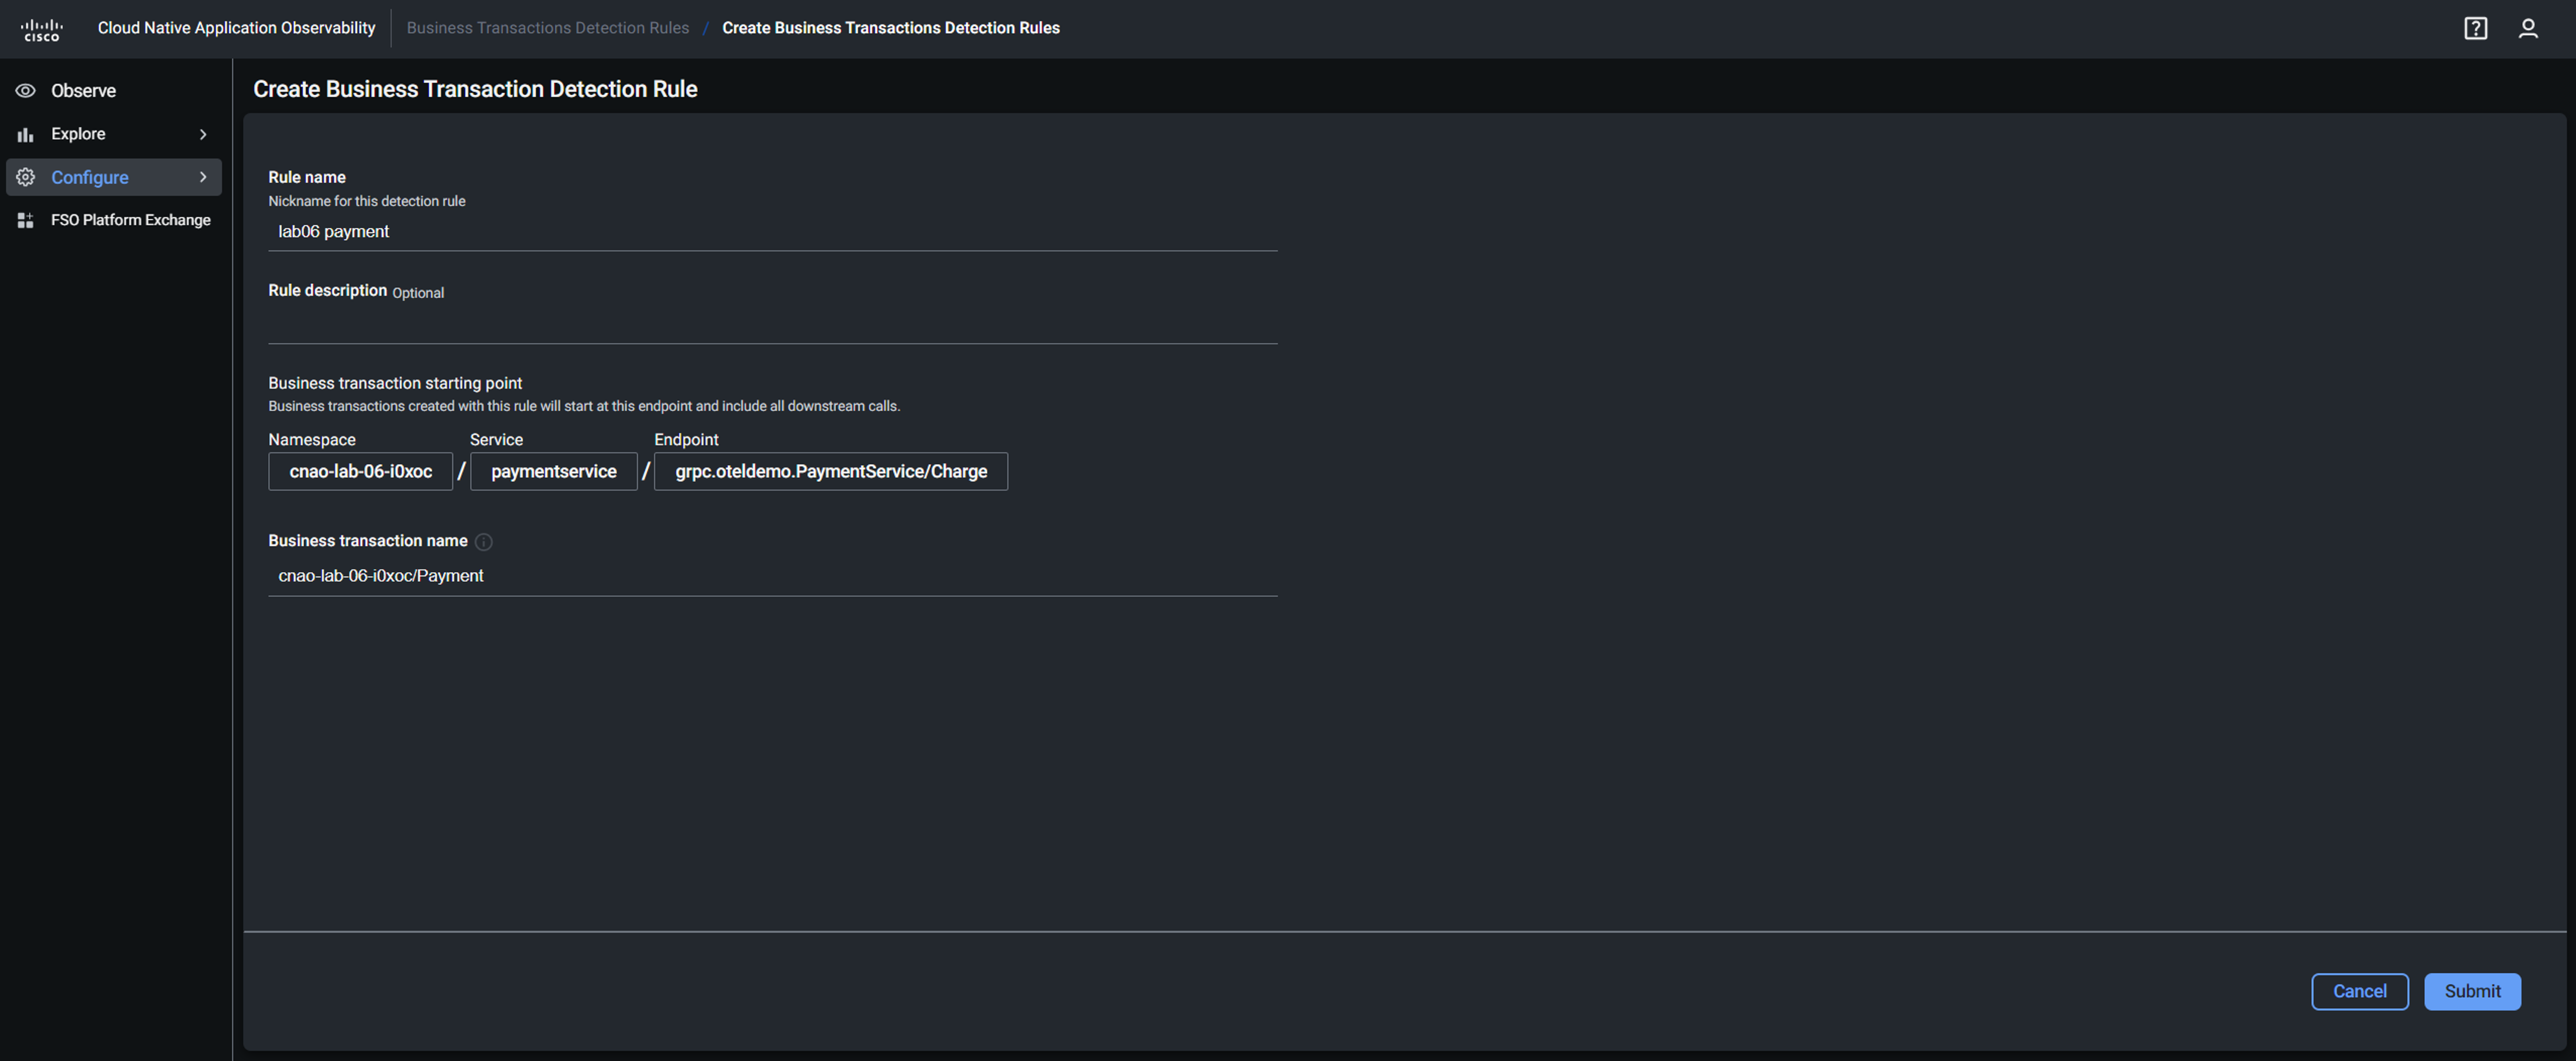 CISCO Cloud Native Application Observability Business Transactions Detection Rules / Create Business Transactions Detection Rules
Observe
Explore
Configure
FSO Platform Exchange
Create Business Transaction Detection Rule
Rule name
Nickname for this detection rule
lab06 payment
Rule description Optional
Business transaction starting point
Business transactions created with this rule will start at this endpoint and include all downstream calls.
Namespace Service Endpoint
cnao-lab-06-i0xoc / paymentservice / grpc.oteldemo.PaymentService/Charge
Business transaction name
cnao-lab-06-i0xoc/Payment
Cancel Submit